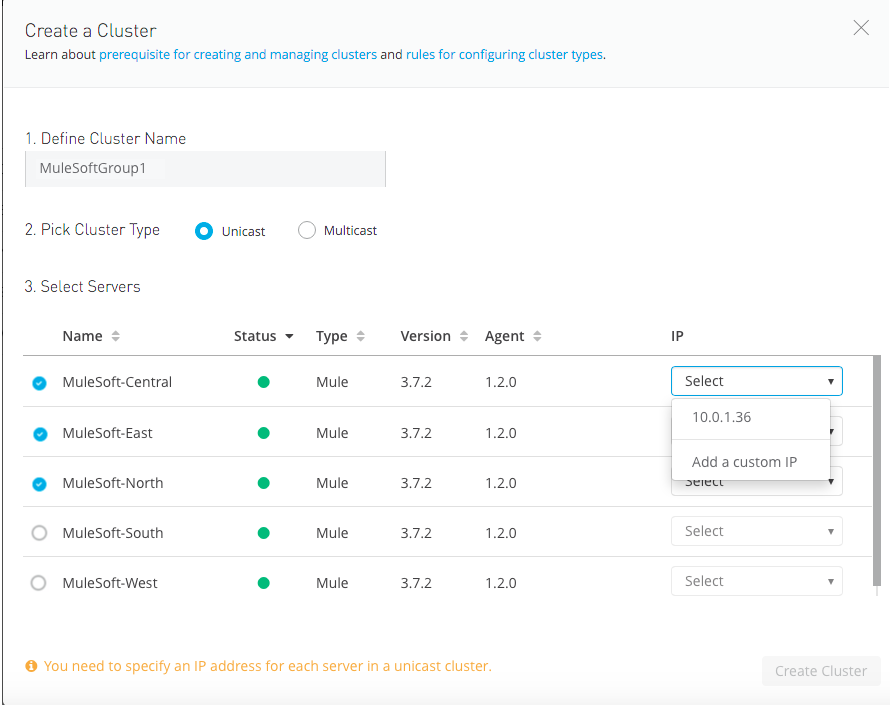 Create a Cluster
Learn about prerequisite for creating and managing clusters and rules for configuring cluster types.
1. Define Cluster Name
MuleSoftGroup1
2. Pick Cluster Type Unicast Multicast
3. Select Servers
Name Status Type Version Agent IP
MuleSoft-Central Mule 3.7.2 1.2.0 Select
10.0.1.36
MuleSoft-East Mule 3.7.2 1.2.0
Add a custom IP
MuleSoft-North Mule 3.7.2 1.2.0 Select
MuleSoft-South Mule 3.7.2 1.2.0 Select
MuleSoft-West Mule 3.7.2 1.2.0 Select
You need to specify an IP address for each server in a unicast cluster.
Create Cluster